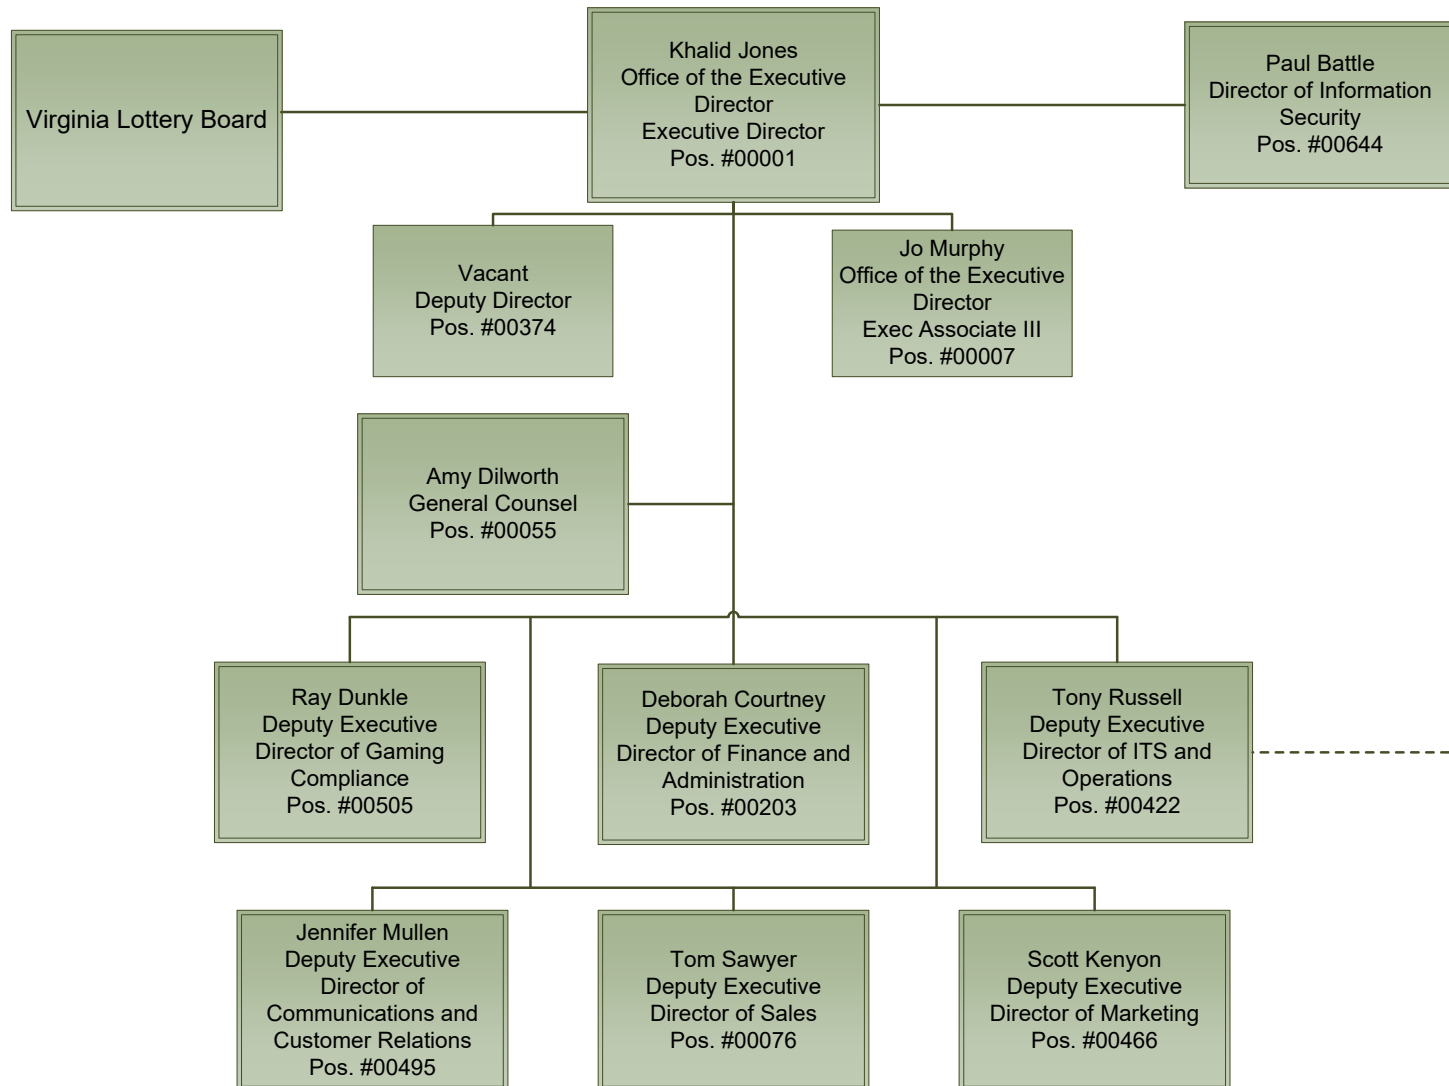 Virginia Lottery Board
Khalid Jones
Office of the Executive
Director
Executive Director
Pos. #00001
Paul Battle
Director of Information
Security
Pos. #00644
Vacant
Deputy Director
Pos. #00374
Jo Murphy
Office of the Executive
Director
Exec Associate III
Pos. #00007
Amy Dilworth
General Counsel
Pos. #00055
Ray Dunkle
Deputy Executive
Director of Gaming
Compliance
Pos. #00505
Deborah Courtney
Deputy Executive
Director of Finance and
Administration
Pos. #00203
Tony Russell
Deputy Executive
Director of ITS and
Operations
Pos. #00422
Jennifer Mullen
Deputy Executive
Director of
Communications and
Customer Relations
Pos. #00495
Tom Sawyer
Deputy Executive
Director of Sales
Pos. #00076
Scott Kenyon
Deputy Executive
Director of Marketing
Pos. #00466